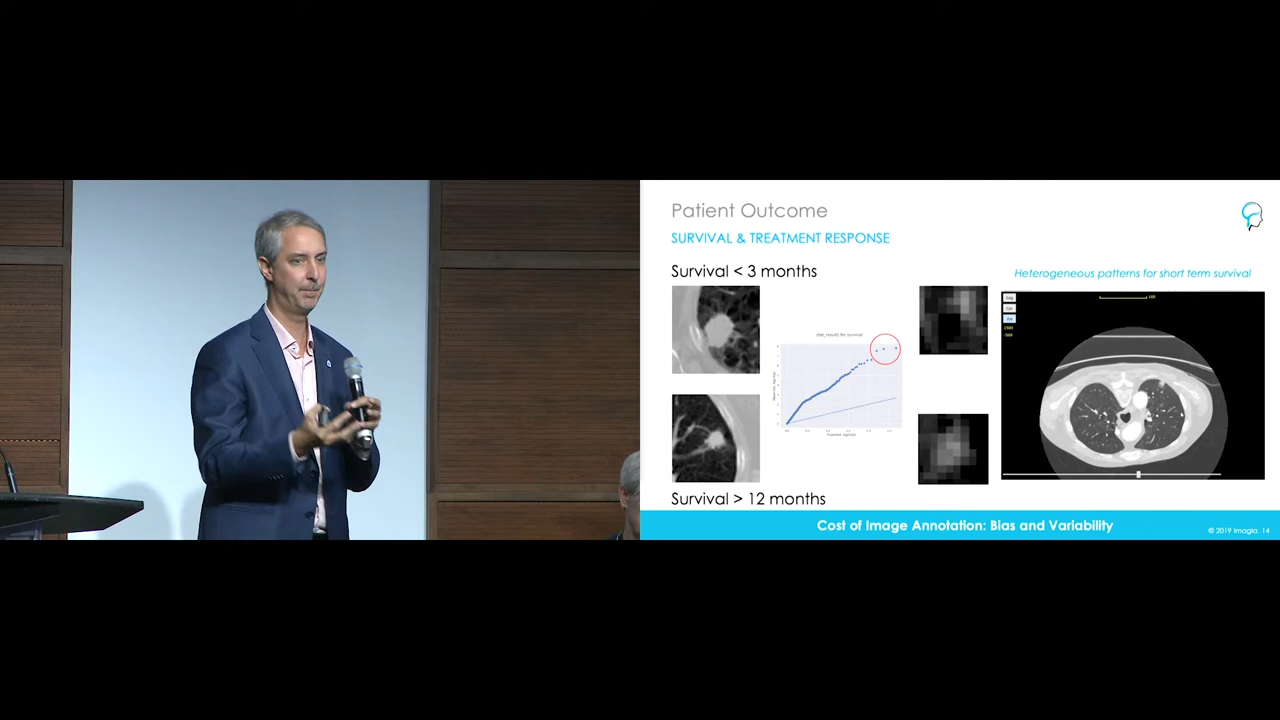 Patient Outcome
SURVIVAL & TREATMENT RESPONSE
Survival < 3 months
Heterogeneous patterns for short term survival
Survival > 12 months
Cost of Image Annotation: Bias and Variability
© 2019 Imagia. 14